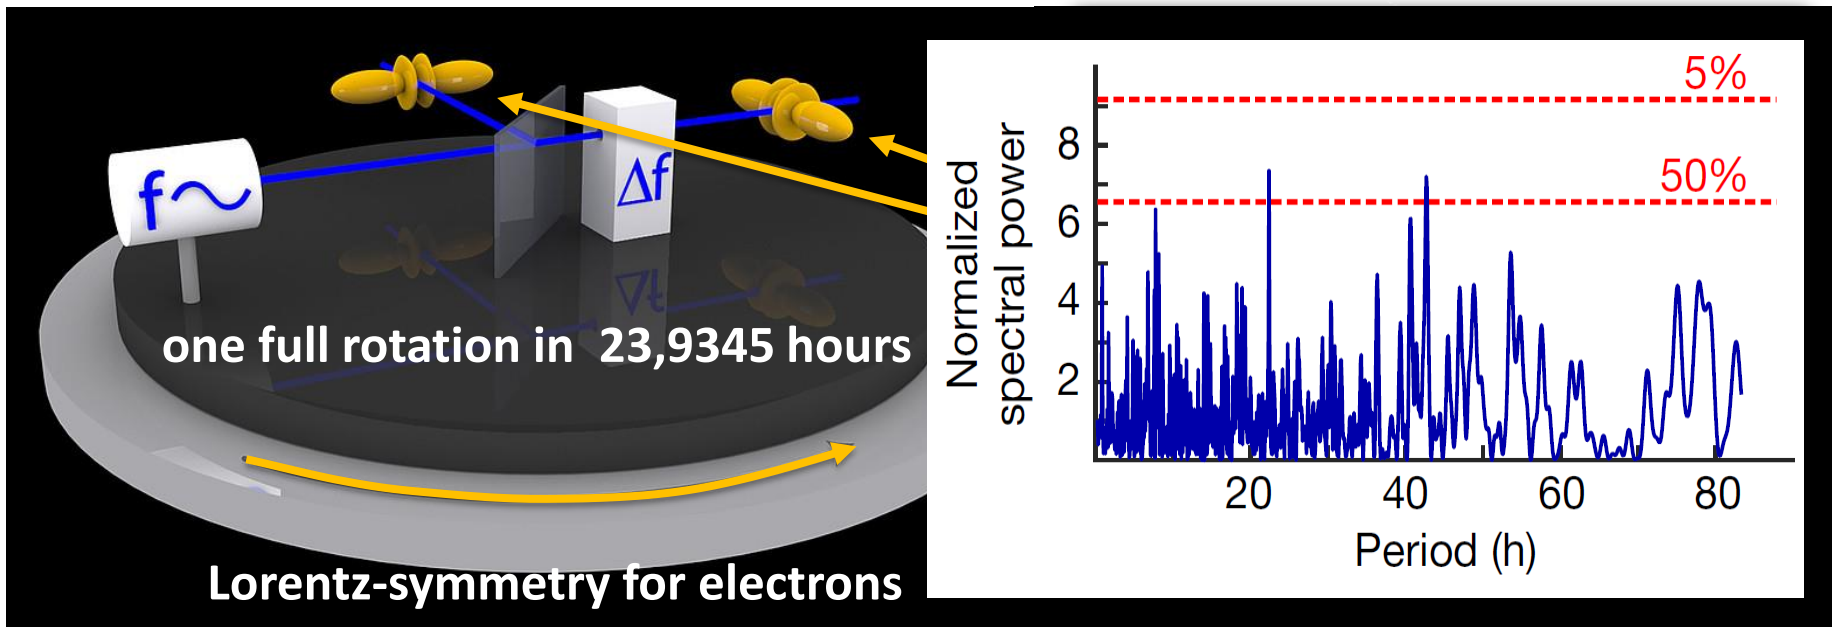 f
Δf
one full rotation in 23,9345 hours
Lorentz-symmetry for electrons
5%
50%
Normalized
spectral power
8
6
4
2
20 40 60 80
Period (h)